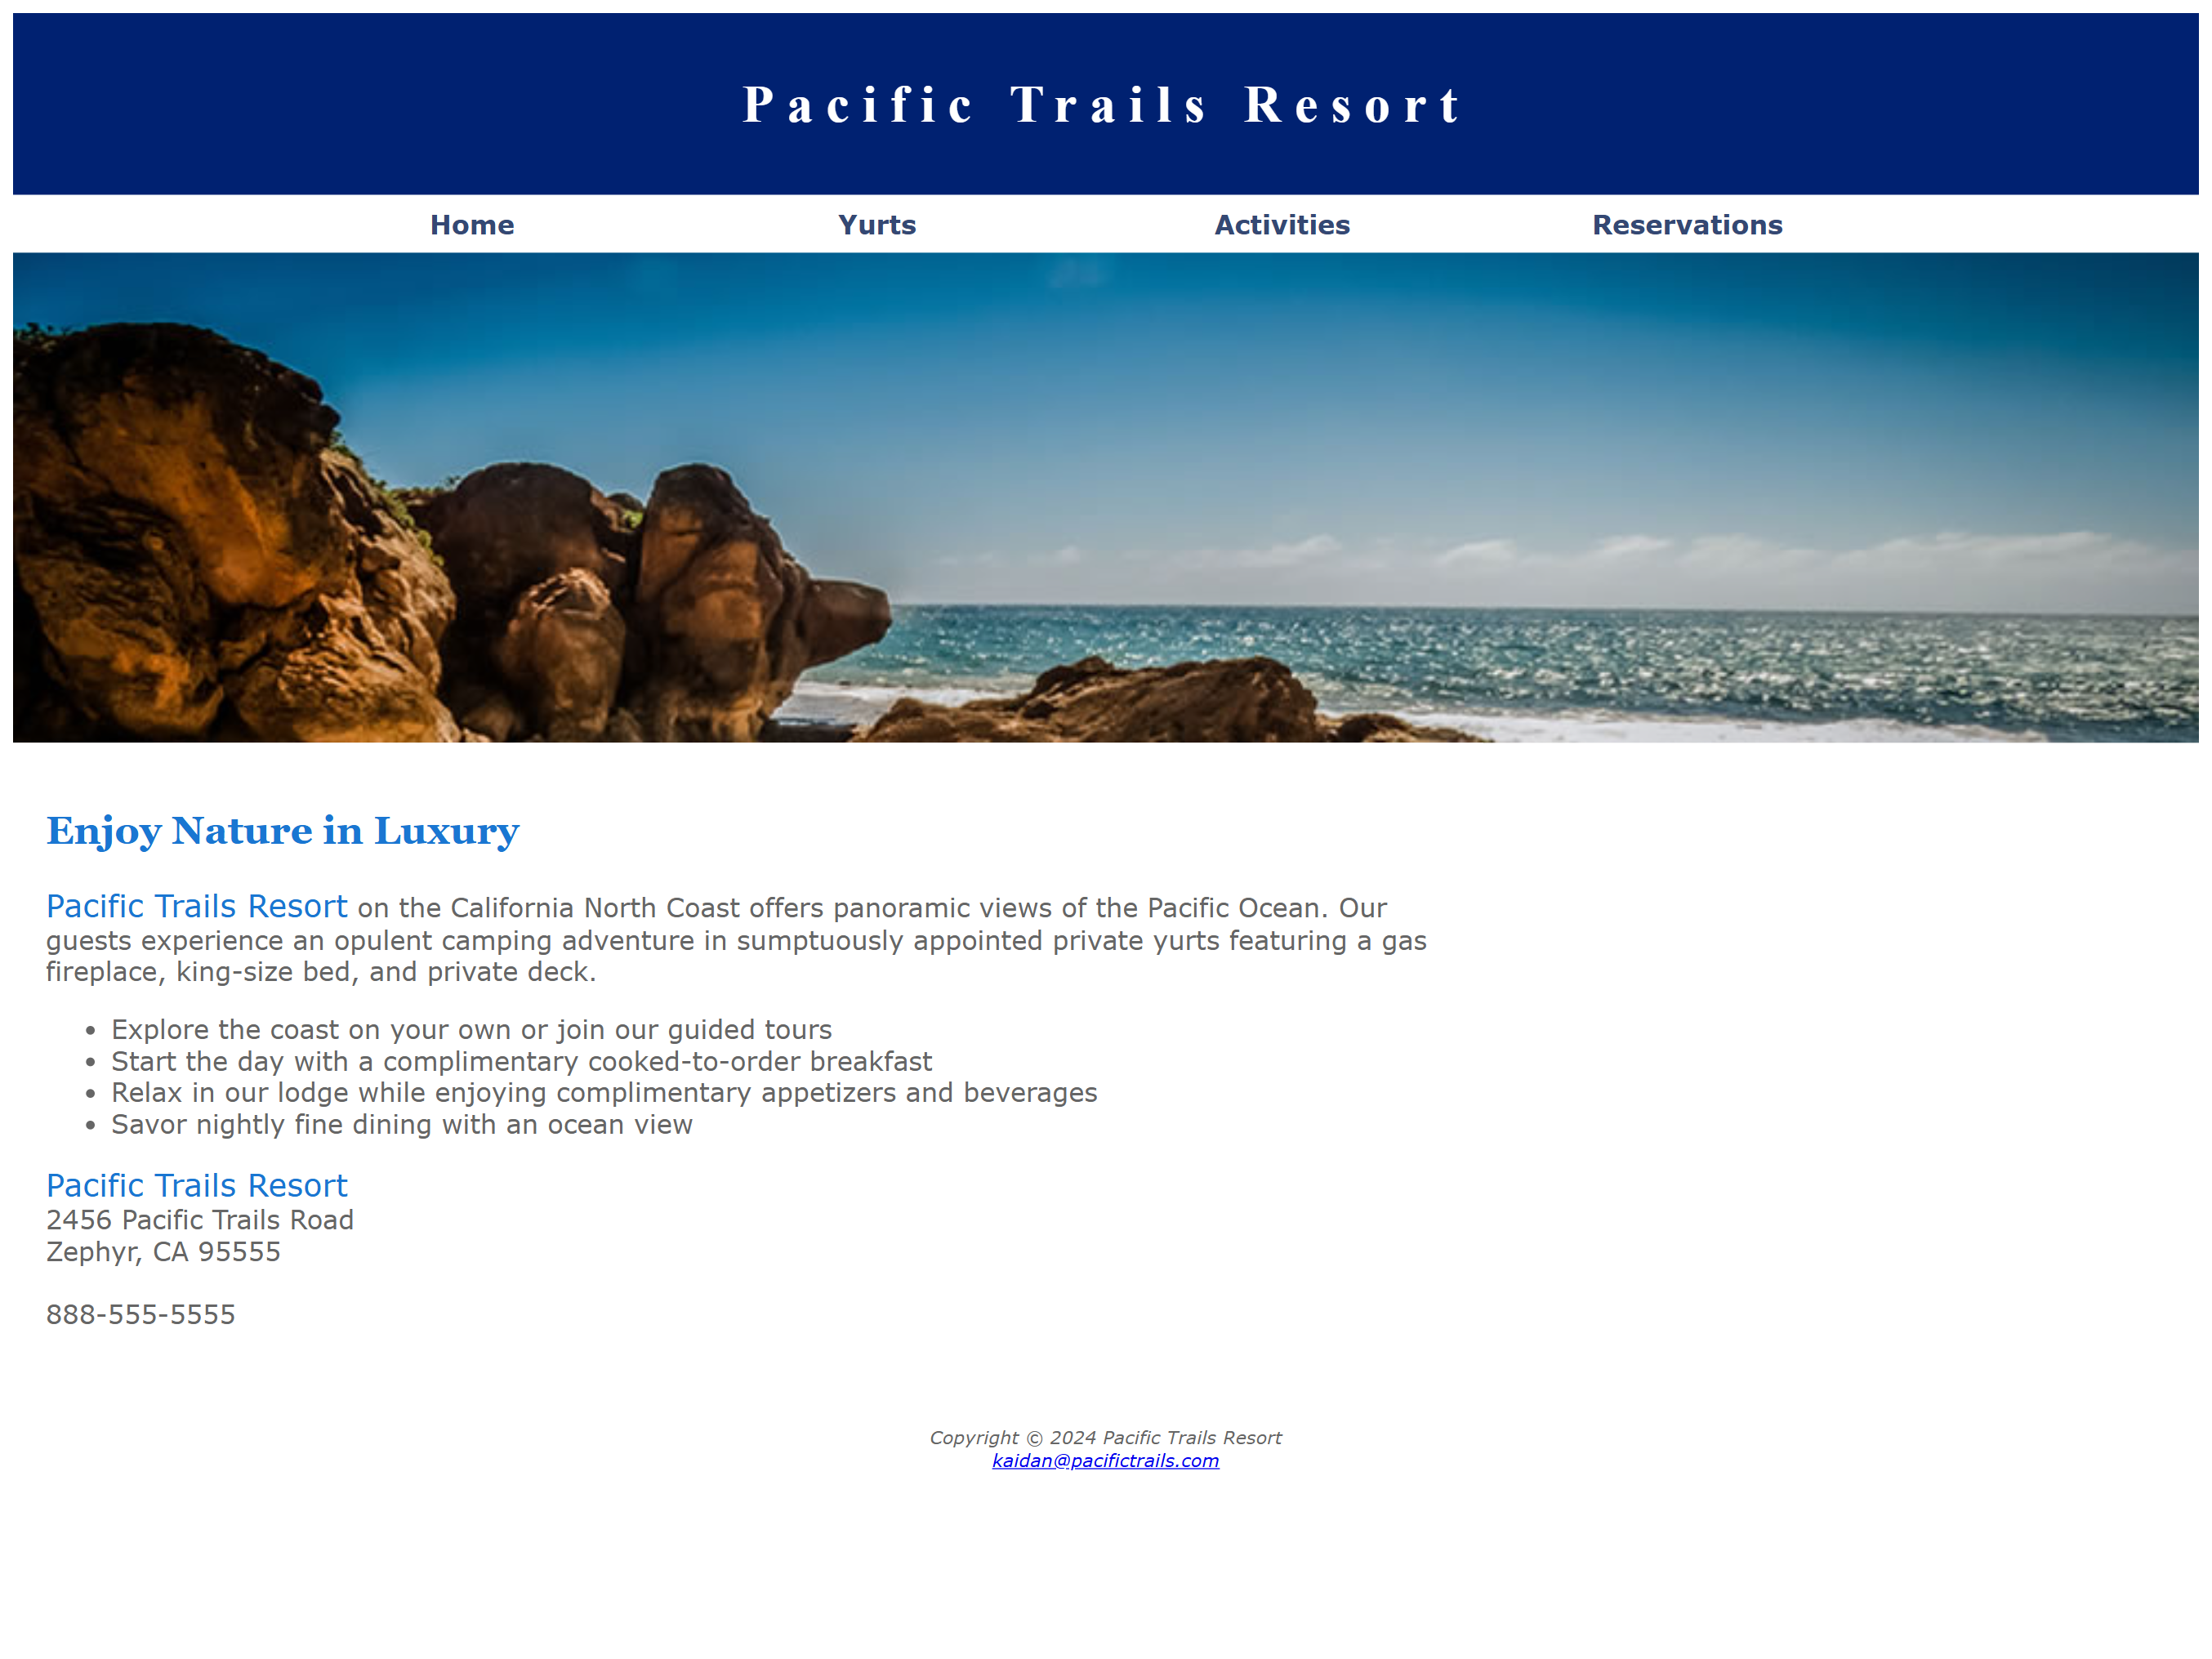 Pacific Trails Resort
Home Yurts Activities Reservations
Enjoy Nature in Luxury
Pacific Trails Resort on the California North Coast offers panoramic views of the Pacific Ocean. Our
guests experience an opulent camping adventure in sumptuously appointed private yurts featuring a gas
fireplace, king-size bed, and private deck.
• Explore the coast on your own or join our guided tours
• Start the day with a complimentary cooked-to-order breakfast
• Relax in our lodge while enjoying complimentary appetizers and beverages
• Savor nightly fine dining with an ocean view
Pacific Trails Resort
2456 Pacific Trails Road
Zephyr, CA 95555
888-555-5555
Copyright © 2024 Pacific Trails Resort
kaidan@pacifictrails.com